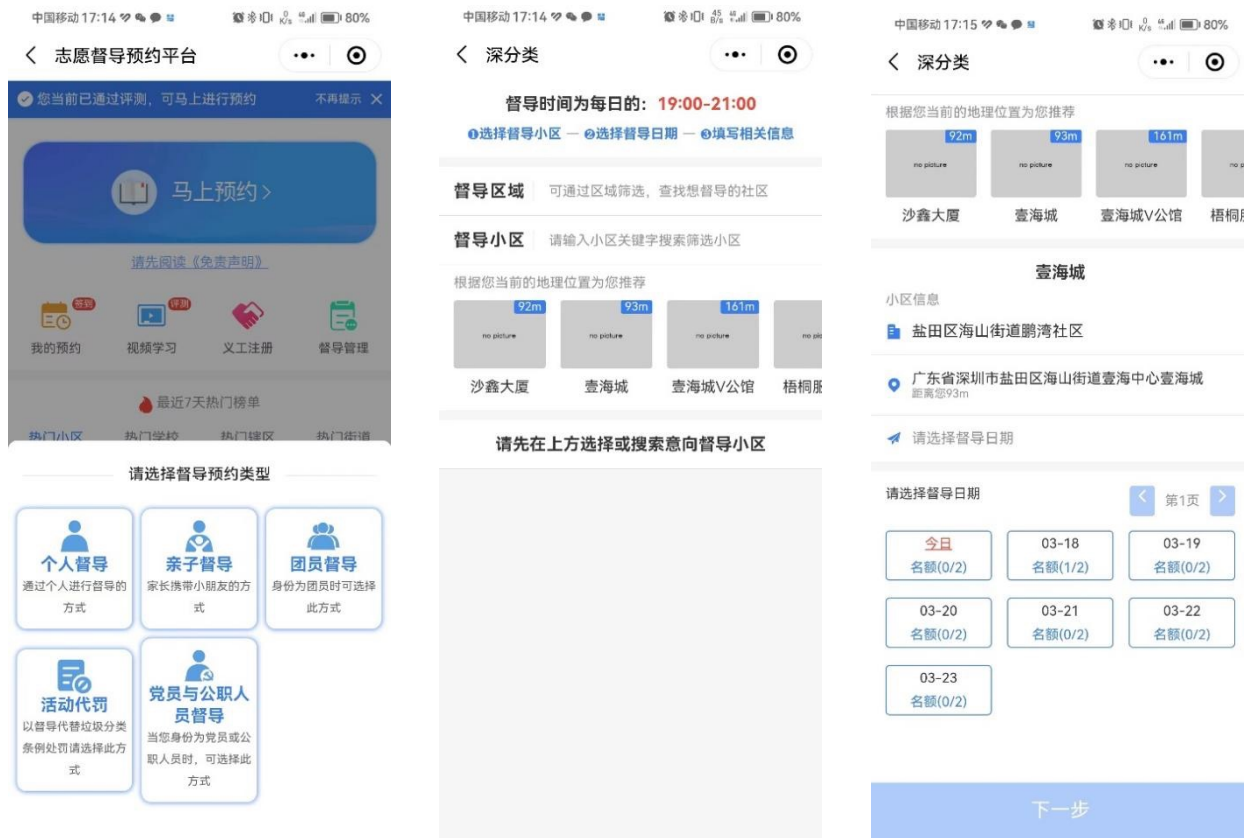 中国移动 17:14
0 K/s
80%
志愿督导预约平台
您当前已通过评测，可马上进行预约
不再提示
马上预约>
请先阅读《免责声明》
签到
评测
我的预约
视频学习
义工注册
督导管理
最近7天热门榜单
热门小区
热门学校
热门辖区
热门街道
请选择督导预约类型
个人督导
通过个人进行督导的
方式
亲子督导
家长携带小朋友的方
式
团员督导
身份为团员时可选择
此方式
活动代罚
以督导代替垃圾分类
条例处罚请选择此方
式
党员与公职人
员督导
当您身份为党员或公
职人员时，可选择此
方式
中国移动 17:14
45 B/s
80%
深分类
督导时间为每日的：19:00-21:00
❶选择督导小区 — ❷选择督导日期 — ❸填写相关信息
督导区域 可通过区域筛选，查找想督导的社区
督导小区 请输入小区关键字搜索筛选小区
根据您当前的地理位置为您推荐
92m
93m
161m
no picture
no picture
no picture
no pic
沙鑫大厦
壹海城
壹海城V公馆
梧桐
请先在上方选择或搜索意向督导小区
中国移动 17:15
0 K/s
80%
深分类
根据您当前的地理位置为您推荐
92m
93m
161m
no picture
no picture
no picture
no p
沙鑫大厦
壹海城
壹海城V公馆
梧桐
壹海城
小区信息
盐田区海山街道鹏湾社区
广东省深圳市盐田区海山街道壹海中心壹海城
距离您93m
请选择督导日期
请选择督导日期
第1页
今日
名额(0/2)
03-18
名额(1/2)
03-19
名额(0/2)
03-20
名额(0/2)
03-21
名额(0/2)
03-22
名额(0/2)
03-23
名额(0/2)
下一步